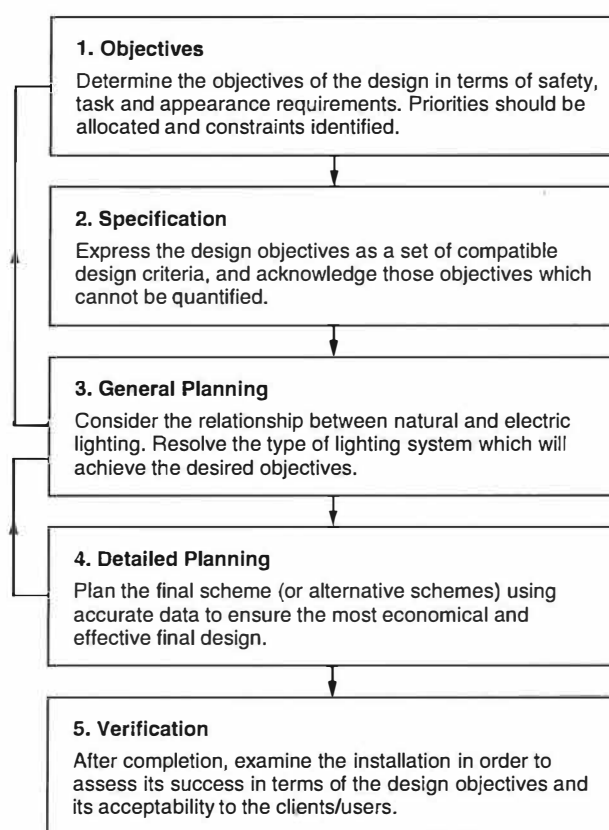 1. Objectives
Determine the objectives of the design in terms of safety,
task and appearance requirements. Priorities should be
allocated and constraints identified.
2. Specification
Express the design objectives as a set of compatible
design criteria, and acknowledge those objectives which
cannot be quantified.
3. General Planning
Consider the relationship between natural and electric
lighting. Resolve the type of lighting system which will
achieve the desired objectives.
4. Detailed Planning
Plan the final scheme (or alternative schemes) using
accurate data to ensure the most economical and
effective final design.
5. Verification
After completion, examine the installation in order to
assess its success in terms of the design objectives and
its acceptability to the clients/users.